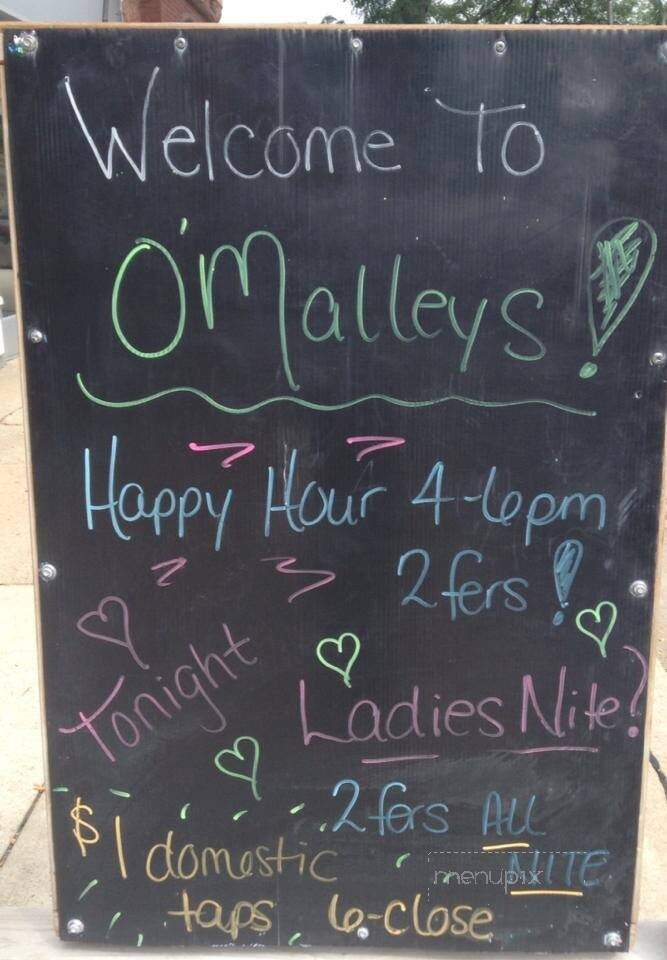 Welcome To
O'Malleys!
Happy Hour 4-6pm
2fers!
Tonight
Ladies Nite?
2fers ALL
NITE
$1 domestic
taps 6-Close
menupix